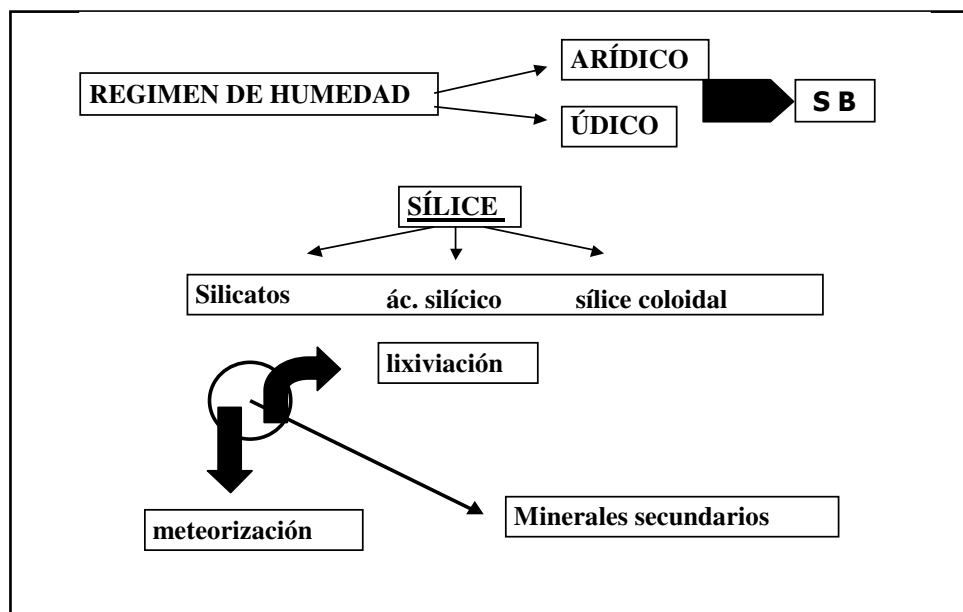 ARÍDICO
REGIMEN DE HUMEDAD
S B
ÚDICO
SÍLICE
Silicatos ác. silícico sílice coloidal
lixiviación
meteorización
Minerales secundarios